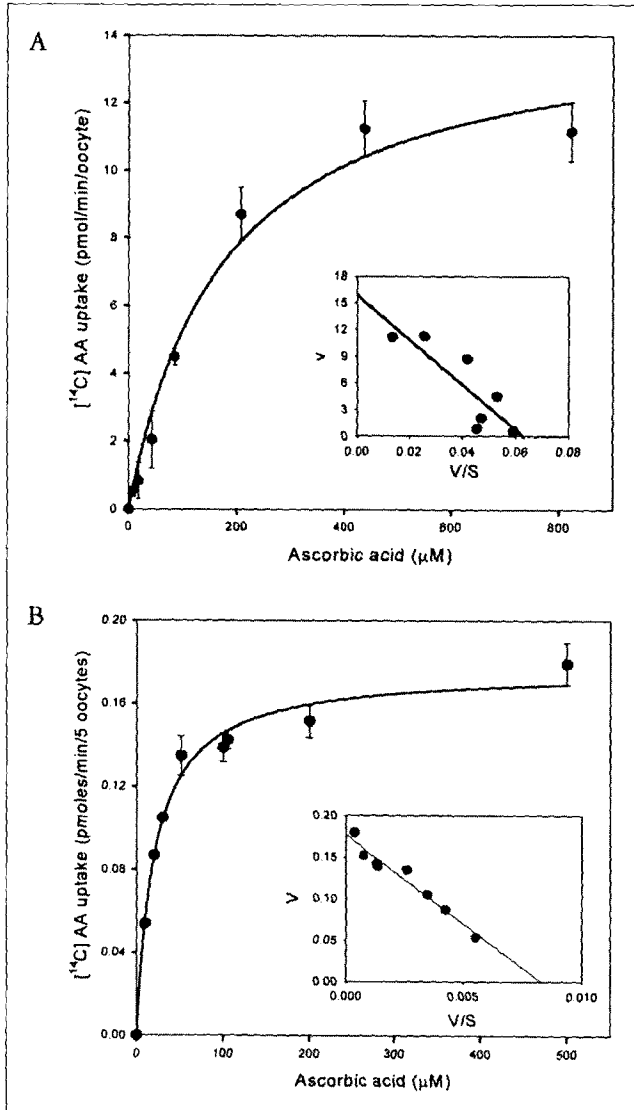 A
[¹⁴C] AA uptake (pmol/min/oocyte)
14
12
10
8
6
4
2
0
0 200 400 600 800
Ascorbic acid (µM)
V
18
15
12
9
6
3
0
0.00 0.02 0.04 0.06 0.08
V/S
B
[¹⁴C] AA uptake (pmoles/min/5 oocytes)
0.20
0.16
0.12
0.08
0.04
0.00
0 100 200 300 400 500
Ascorbic acid (µM)
V
0.20
0.15
0.10
0.05
0.00
0.000 0.005 0.010
V/S